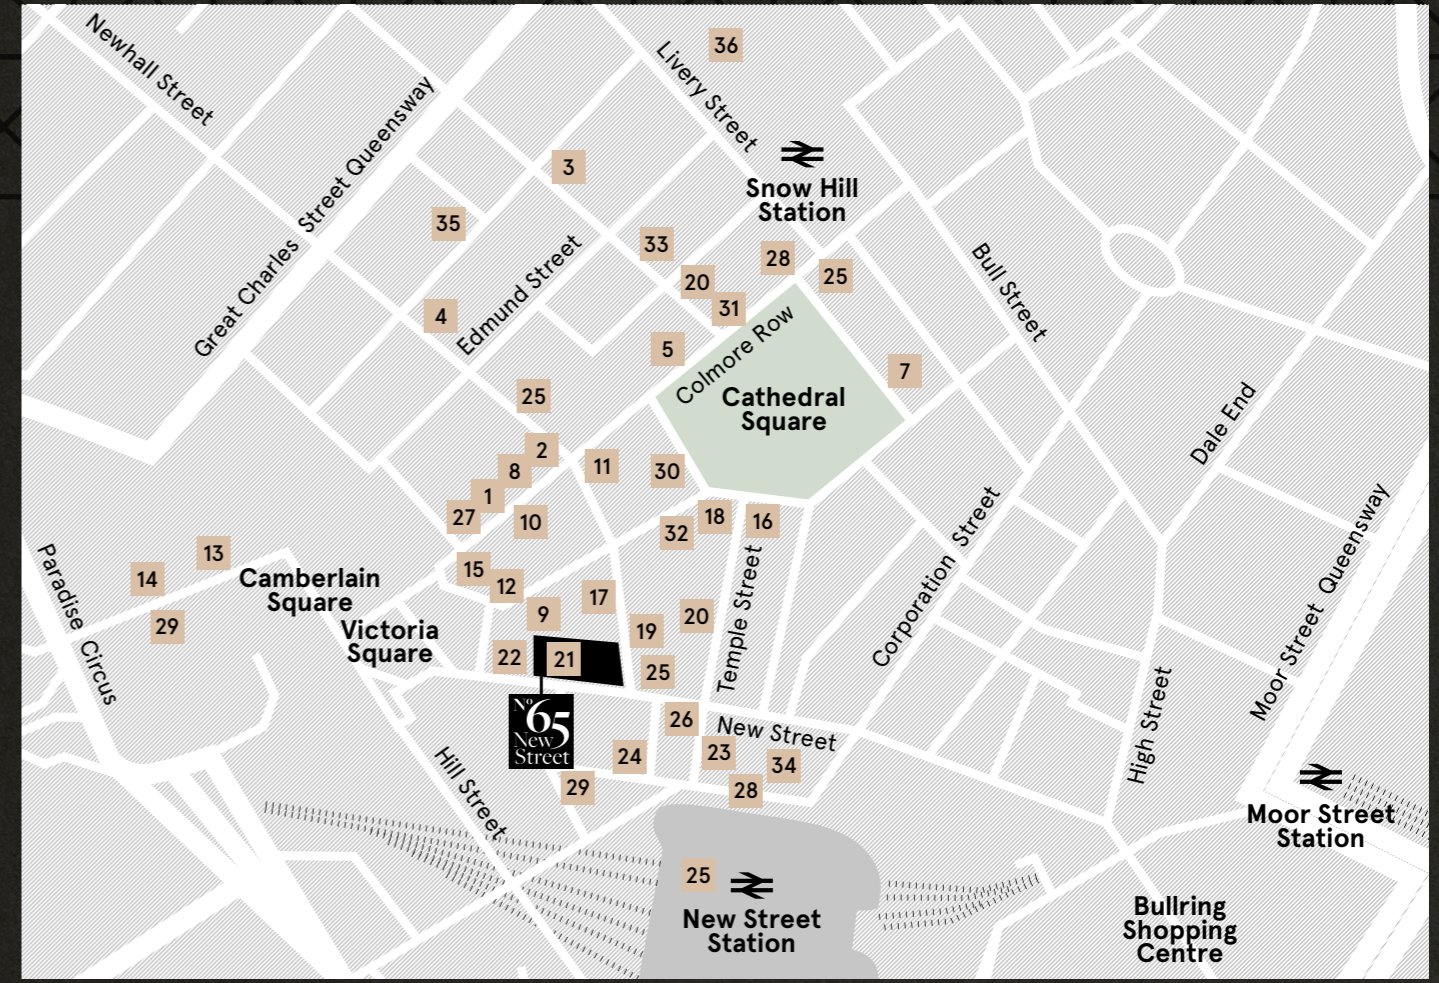 Newhall Street
Livery Street
36
Great Charles Street Queensway
3
Snow Hill
Station
35
33
28
25
20
31
Edmund Street
4
5
Colmore Row
Bull Street
7
Cathedral
Square
25
Dale End
2
8
11
30
1
27
10
18
16
32
Corporation Street
Moor Street Queensway
Paradise Circus
13
14
29
Camberlain
Square
Victoria
Square
15
12
9
17
19
20
Temple Street
22
21
25
No
65
New
Street
26
New Street
High Street
24
23
34
29
28
Hill Street
Moor Street
Station
25
New Street
Station
Bullring
Shopping
Centre